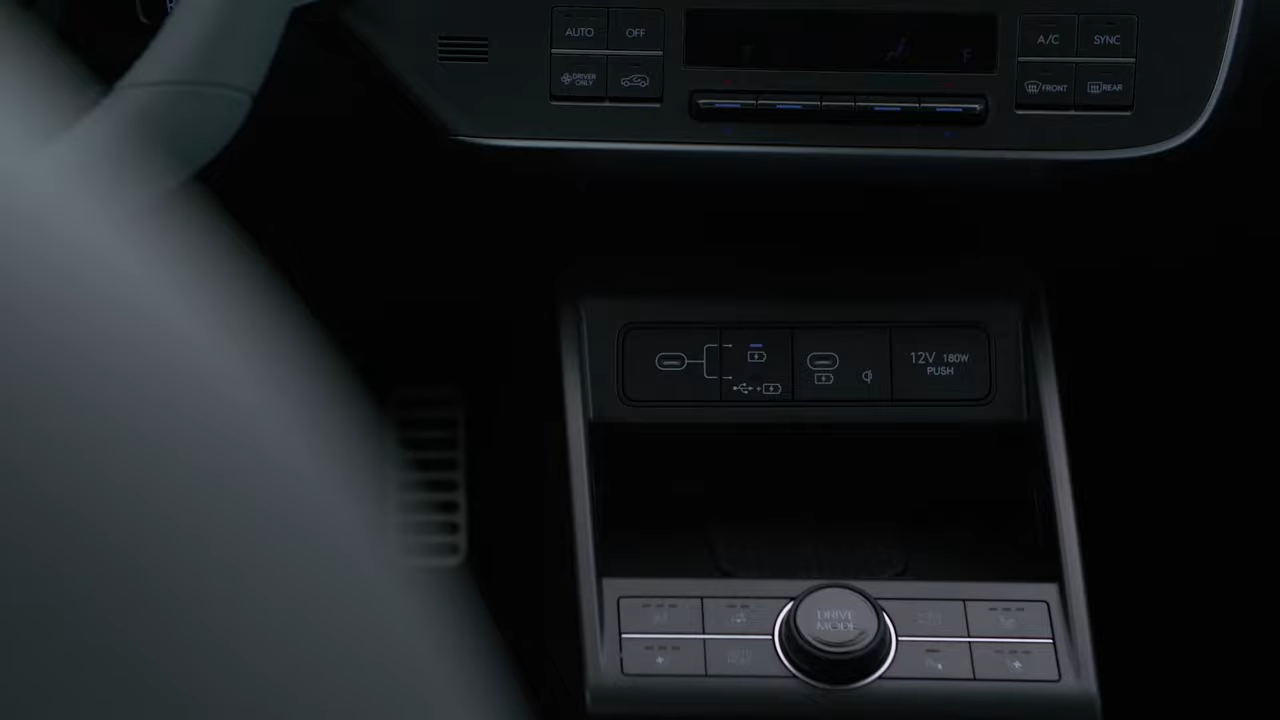 AUTO
OFF
DRIVER
ONLY
A/C
SYNC
FRONT
REAR
F
12V 180W
PUSH
DRIVE
MODE